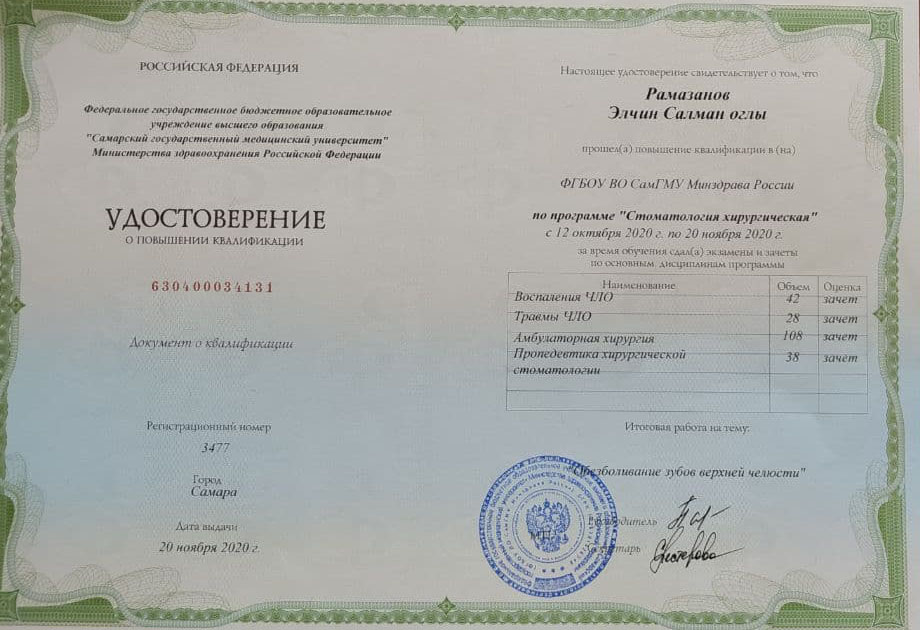 РОССИЙСКАЯ ФЕДЕРАЦИЯ
Федеральное государственное бюджетное образовательное
учреждение высшего образования
"Самарский государственный медицинский университет"
Министерства здравоохранения Российской Федерации
УДОСТОВЕРЕНИЕ
О ПОВЫШЕНИИ КВАЛИФИКАЦИИ
630400034131
Документ о квалификации
Регистрационный номер
3477
Город
Самара
Дата выдачи
20 ноября 2020 г.
Настоящее удостоверение свидетельствует о том, что
Рамазанов
Элчин Салман оглы
прошел(а) повышение квалификации в (на)
ФГБОУ ВО СамГМУ Минздрава России
по программе "Стоматология хирургическая"
с 12 октября 2020 г. по 20 ноября 2020 г.
за время обучения сдал(а) экзамены и зачеты
по основным дисциплинам программы
Наименование Объем Оценка
Воспаления ЧЛО 42 зачет
Травмы ЧЛО 28 зачет
Амбулаторная хирургия 108 зачет
Пропедевтика хирургической 38 зачет
стоматологии
Итоговая работа на тему:
"Обезболивание зубов верхней челюсти"
Руководитель
М.П.
Секретарь